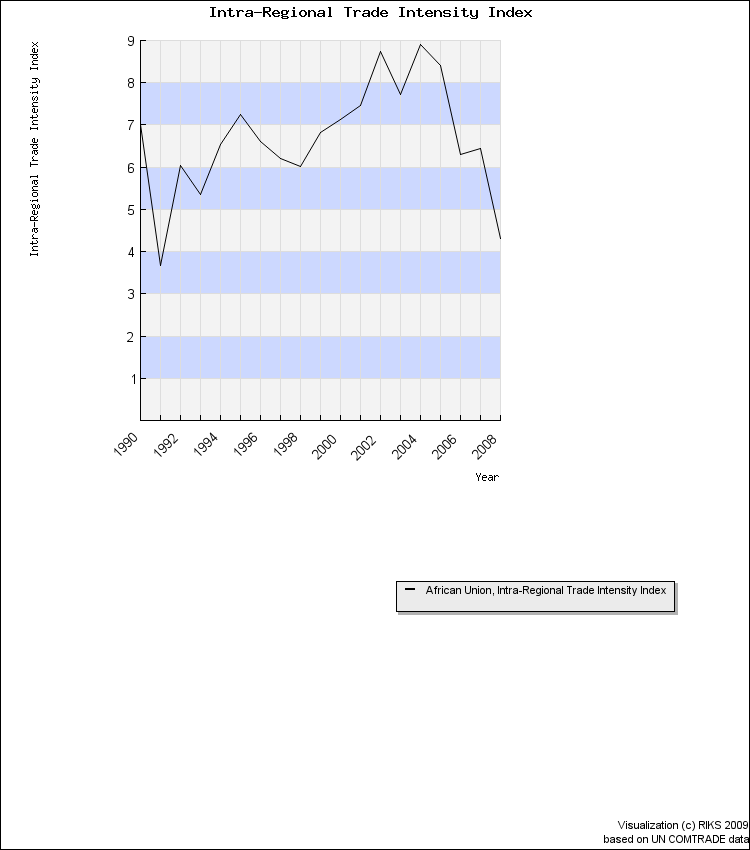 Intra-Regional Trade Intensity Index
Intra-Regional Trade Intensity Index
9
8
7
6
5
4
3
2
1
1990 1992 1994 1996 1998 2000 2002 2004 2006 2008
Year
African Union, Intra-Regional Trade Intensity Index
Visualization (c) RIKS 2009
based on UN COMTRADE data